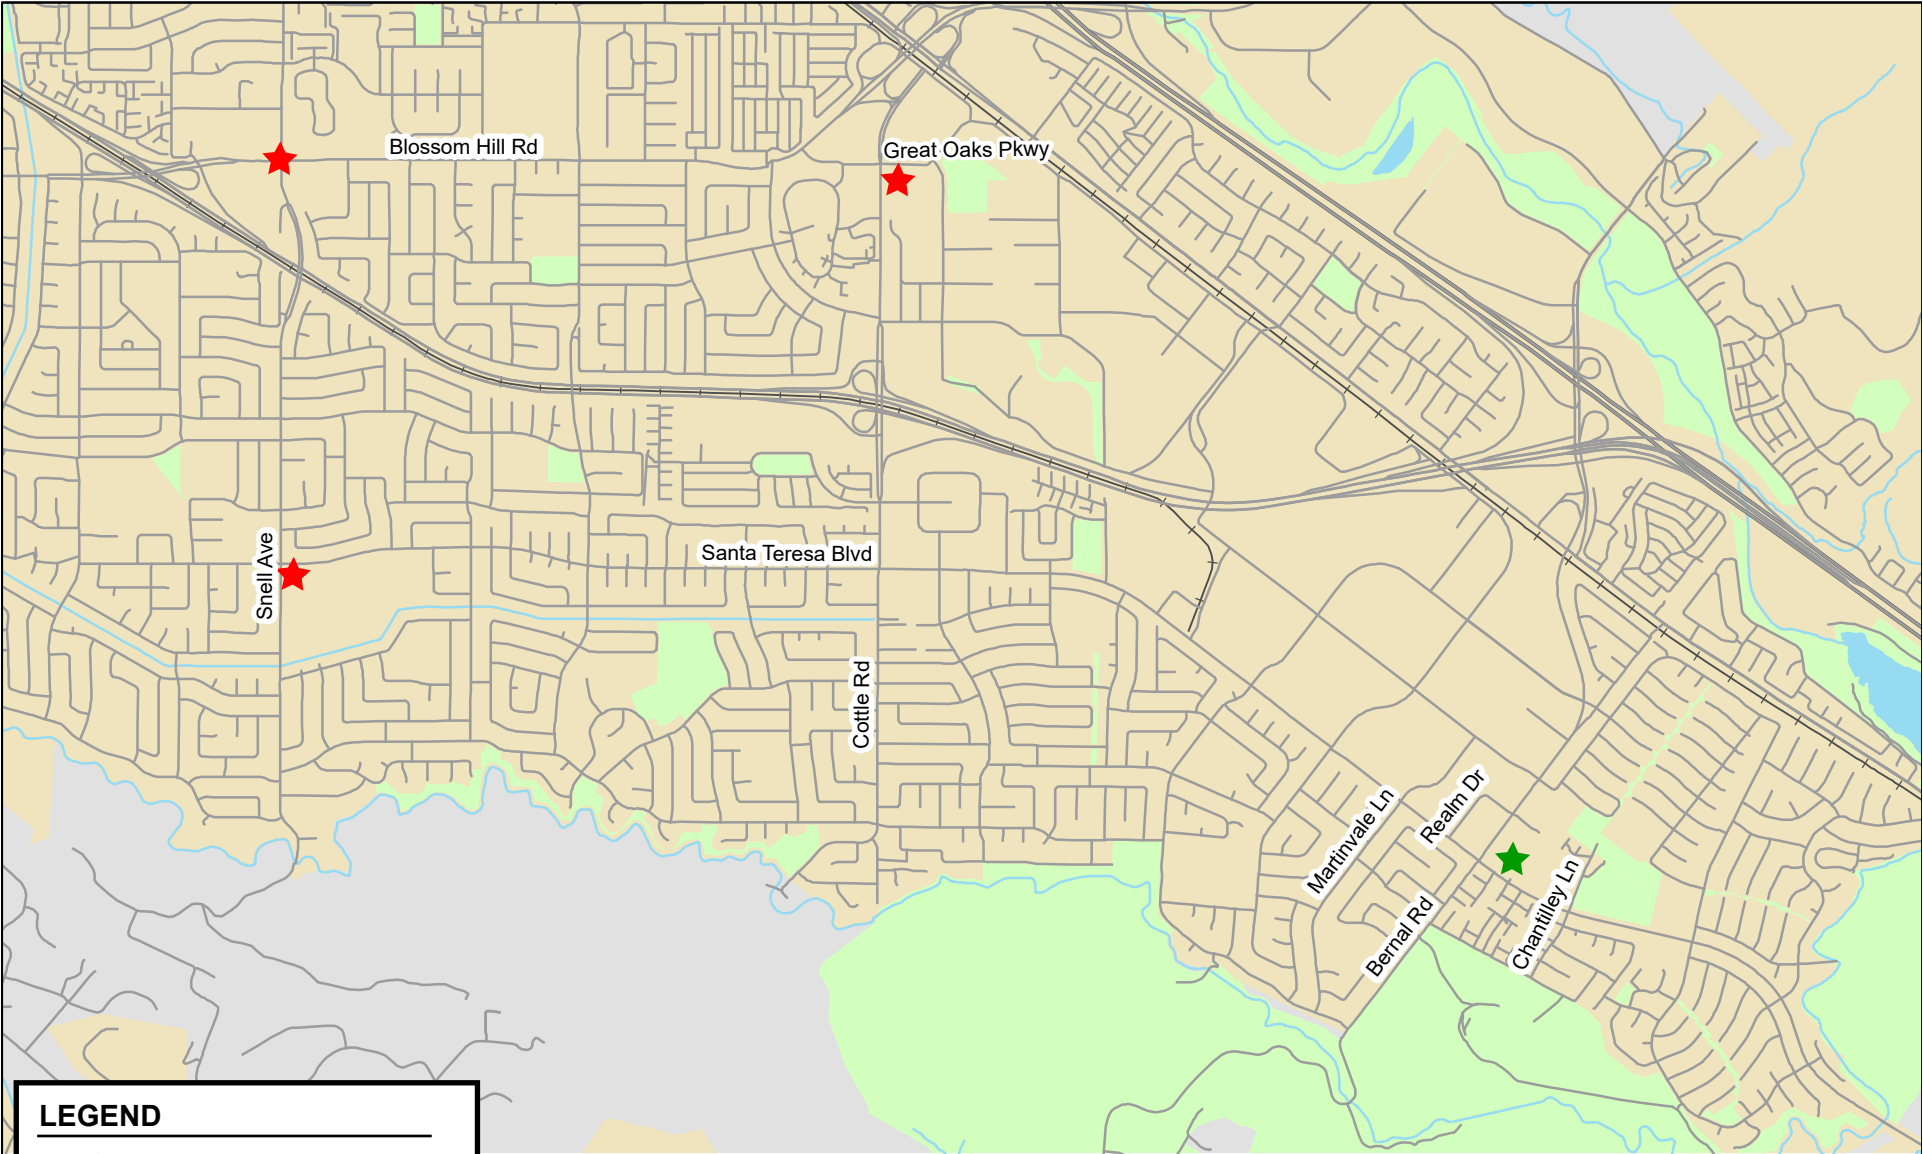 Blossom Hill Rd
Great Oaks Pkwy
Snell Ave
Santa Teresa Blvd
Cottle Rd
Martinvale Ln
Realm Dr
Bernal Rd
Chantilley Ln
LEGEND